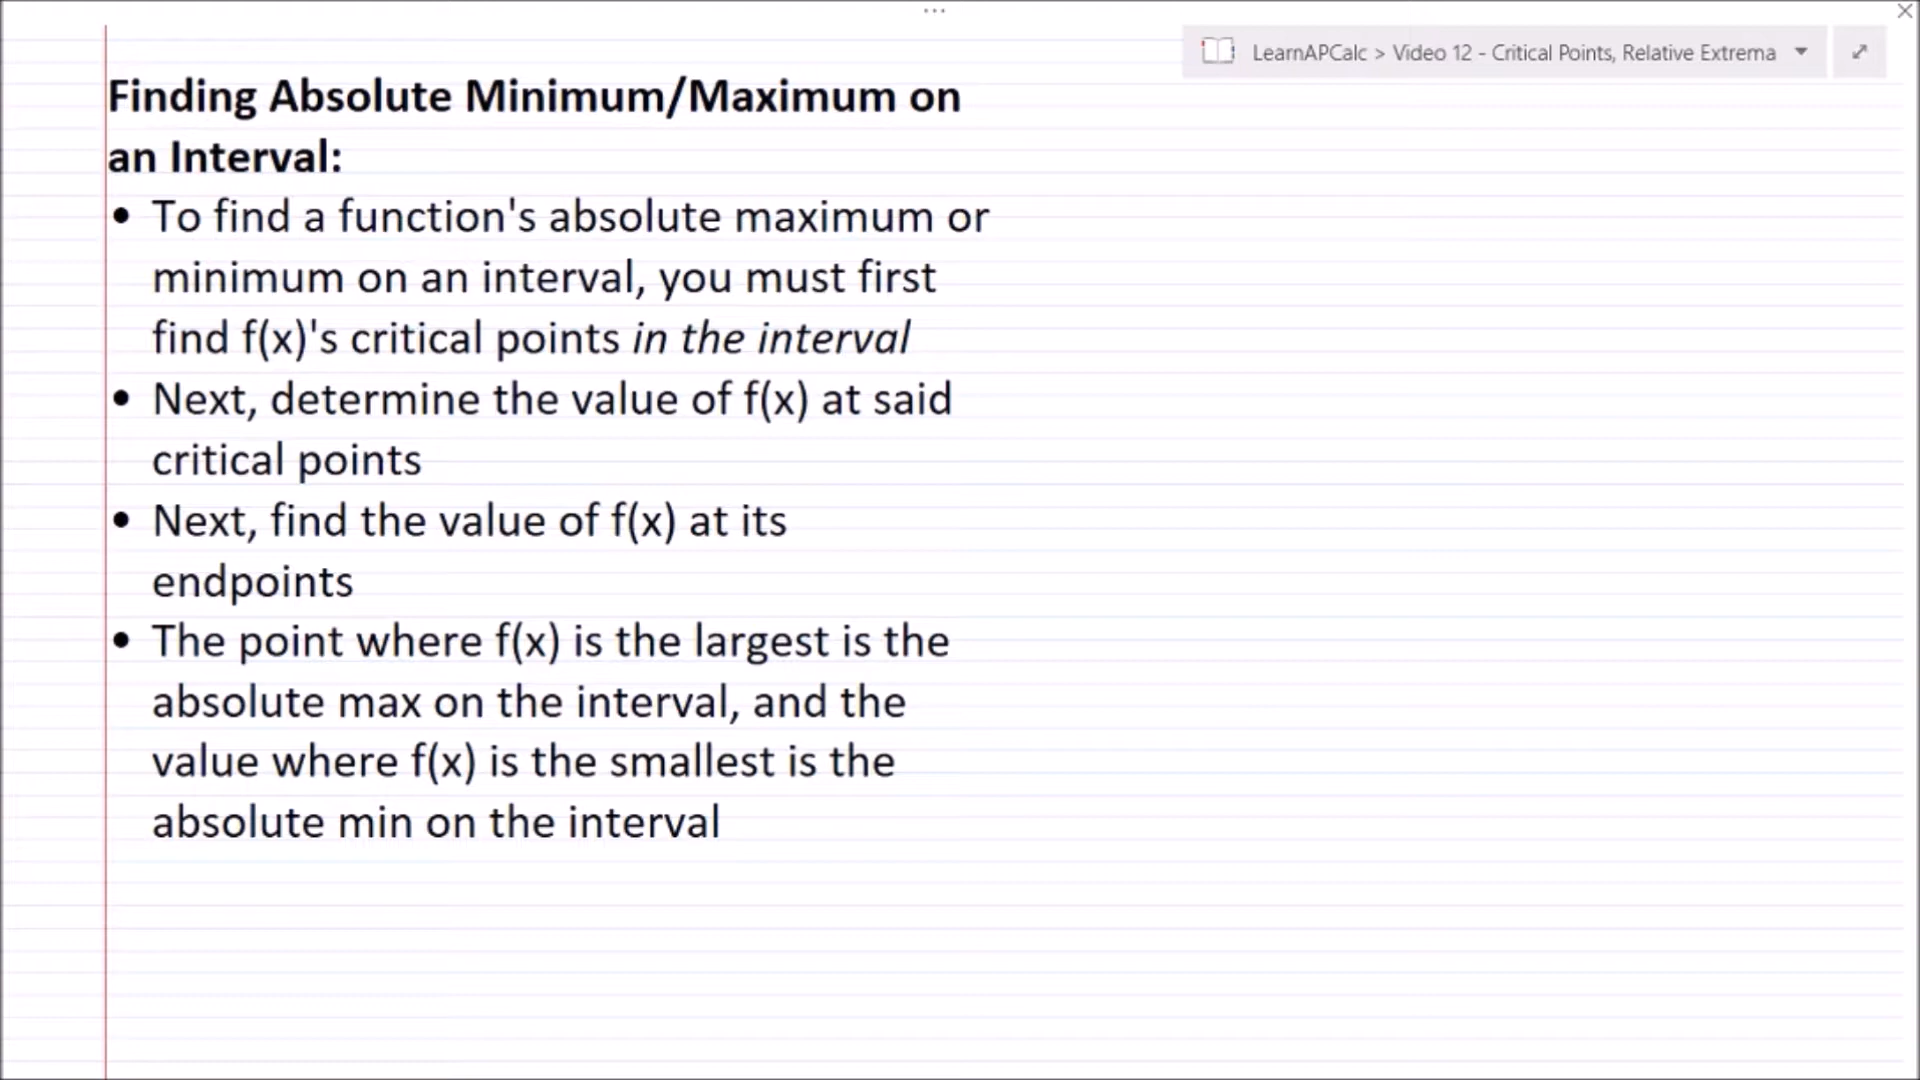 LearnAPCalc > Video 12 - Critical Points, Relative Extrema
Finding Absolute Minimum/Maximum on
an Interval:
• To find a function's absolute maximum or
minimum on an interval, you must first
find f(x)'s critical points in the interval
• Next, determine the value of f(x) at said
critical points
• Next, find the value of f(x) at its
endpoints
• The point where f(x) is the largest is the
absolute max on the interval, and the
value where f(x) is the smallest is the
absolute min on the interval